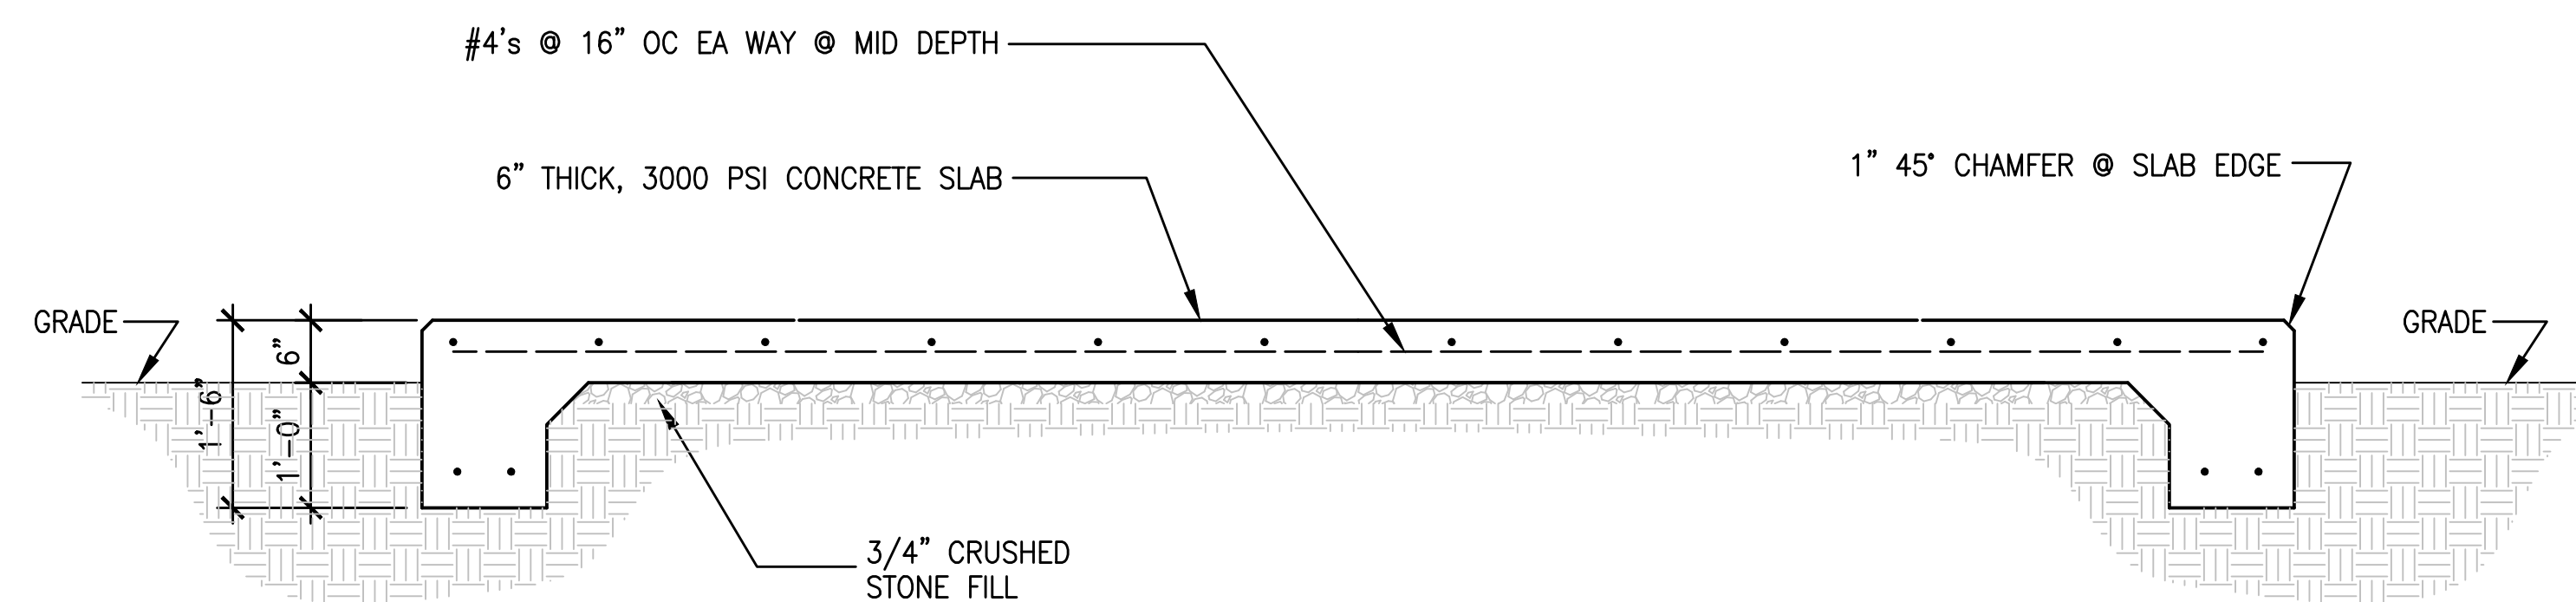 #4's @ 16" OC EA WAY @ MID DEPTH
6" THICK, 3000 PSI CONCRETE SLAB
1" 45° CHAMFER @ SLAB EDGE
GRADE
GRADE
6"
1'-6"
1'-0"
3/4" CRUSHED
STONE FILL